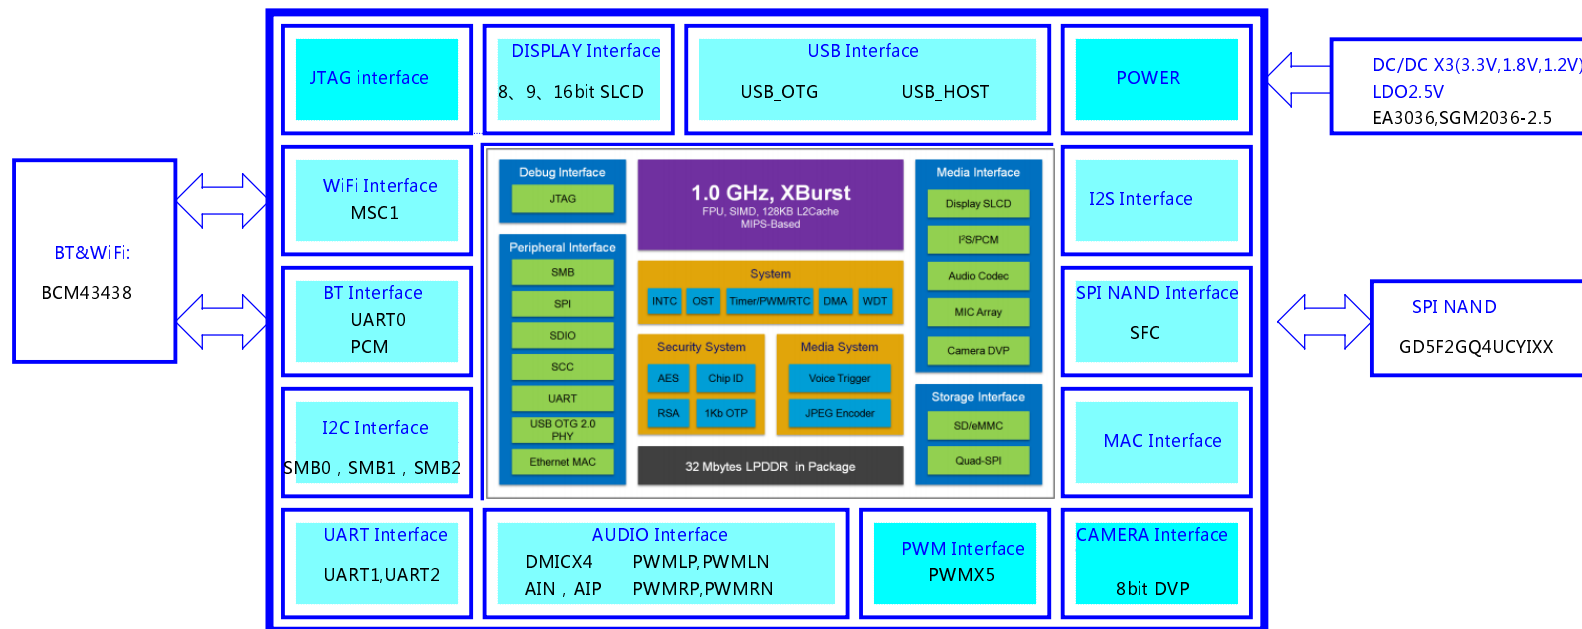 JTAG interface
DISPLAY Interface
8、9、16bit SLCD
USB Interface
USB_OTG USB_HOST
POWER
DC/DC X3(3.3V,1.8V,1.2V)
LDO2.5V
EA3036,SGM2036-2.5
BT&WiFi:
BCM43438
WiFi Interface
MSC1
BT Interface
UART0
PCM
I2C Interface
SMB0，SMB1，SMB2
Debug Interface
JTAG
Peripheral Interface
SMB
SPI
SDIO
SCC
UART
USB OTG 2.0
PHY
Ethernet MAC
1.0 GHz, XBurst
FPU, SIMD, 128KB L2Cache
MIPS-Based
System
INTC OST Timer/PWM/RTC DMA WDT
Security System
AES Chip ID
RSA 1Kb OTP
Media System
Voice Trigger
JPEG Encoder
32 Mbytes LPDDR in Package
Media Interface
Display SLCD
I²S/PCM
Audio Codec
MIC Array
Camera DVP
Storage Interface
SD/eMMC
Quad-SPI
I2S Interface
SPI NAND Interface
SFC
MAC Interface
SPI NAND
GD5F2GQ4UCYIXX
UART Interface
UART1,UART2
AUDIO Interface
DMICX4 PWMLP,PWMLN
AIN，AIP PWMRP,PWMRN
PWM Interface
PWMX5
CAMERA Interface
8bit DVP